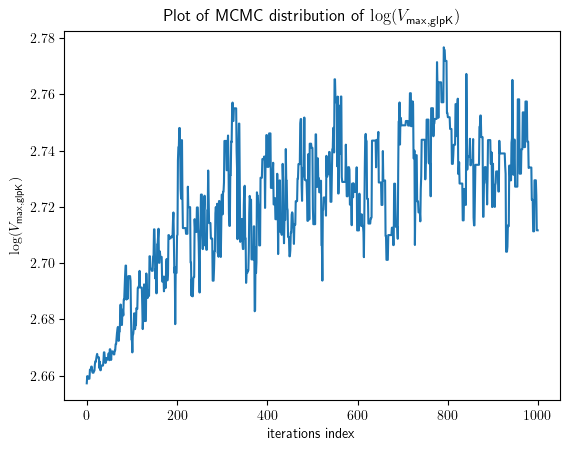 Plot of MCMC distribution of log(V_max,glpK)
log(V_max,glpK)
2.78
2.76
2.74
2.72
2.70
2.68
2.66
0 200 400 600 800 1000
iterations index